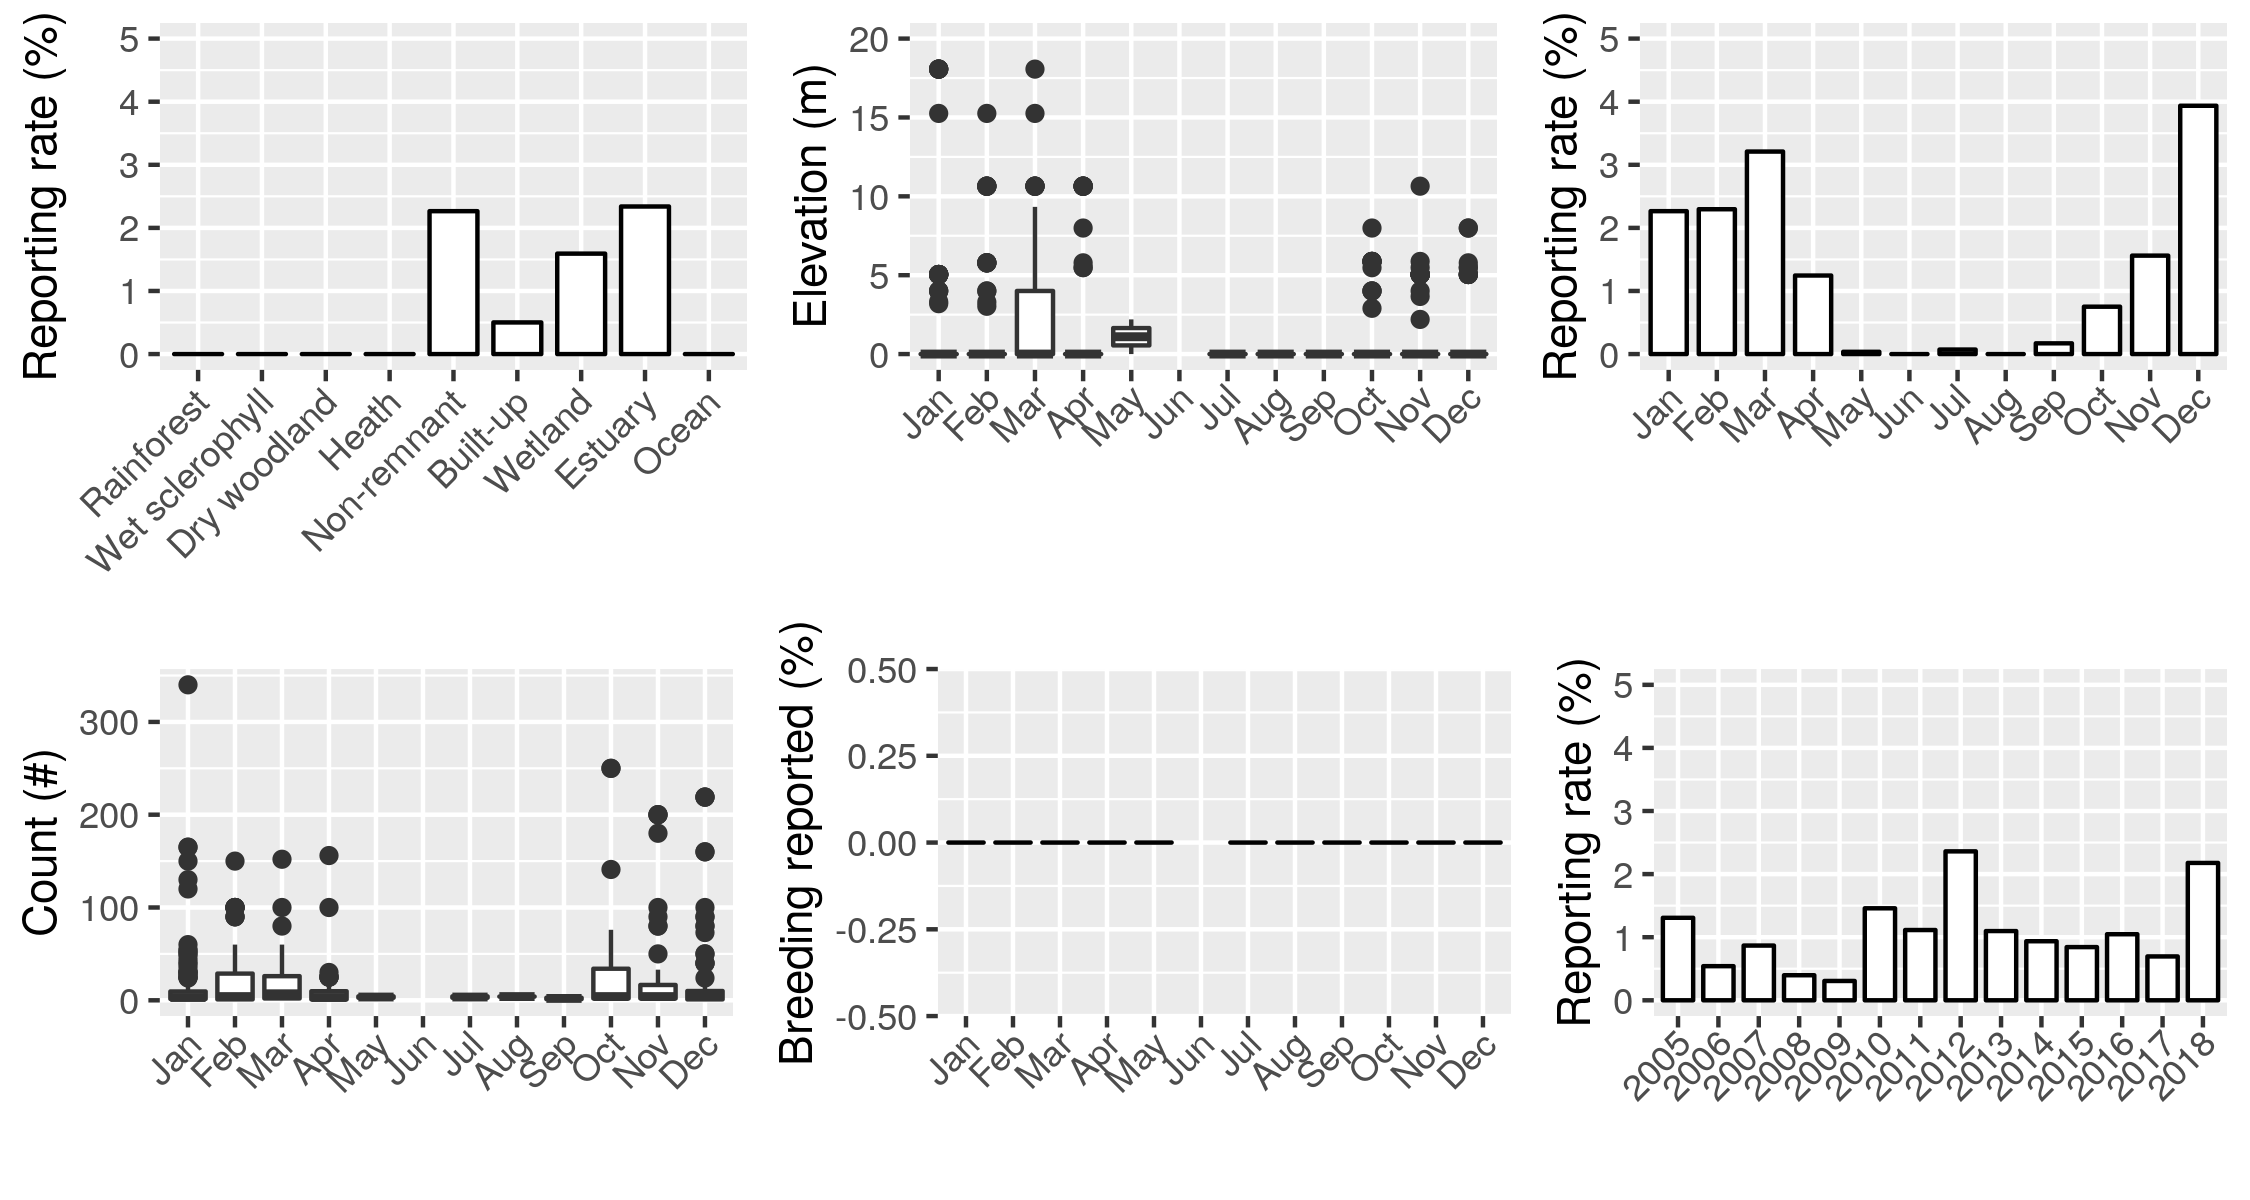 Reporting rate (%)
5
4
3
2
1
0
Rainforest
Wet sclerophyll
Dry woodland
Heath
Non-remnant
Built-up
Wetland
Estuary
Ocean
Elevation (m)
20
15
10
5
0
Jan
Feb
Mar
Apr
May
Jun
Jul
Aug
Sep
Oct
Nov
Dec
Reporting rate (%)
5
4
3
2
1
0
Jan
Feb
Mar
Apr
May
Jun
Jul
Aug
Sep
Oct
Nov
Dec
Count (#)
300
200
100
0
Jan
Feb
Mar
Apr
May
Jun
Jul
Aug
Sep
Oct
Nov
Dec
Breeding reported (%)
0.50
0.25
0.00
-0.25
-0.50
Jan
Feb
Mar
Apr
May
Jun
Jul
Aug
Sep
Oct
Nov
Dec
Reporting rate (%)
5
4
3
2
1
0
2005
2006
2007
2008
2009
2010
2011
2012
2013
2014
2015
2016
2017
2018